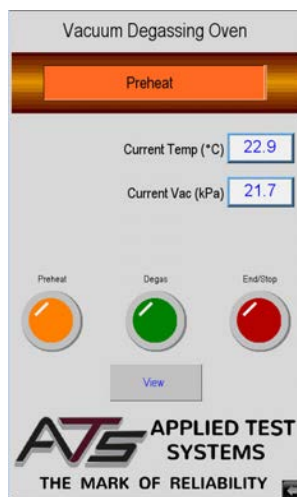 Vacuum Degassing Oven
Preheat
Current Temp (°C) 22.9
Current Vac (kPa) 21.7
Preheat Degas End/Stop
View
ATS APPLIED TEST
SYSTEMS
THE MARK OF RELIABILITY